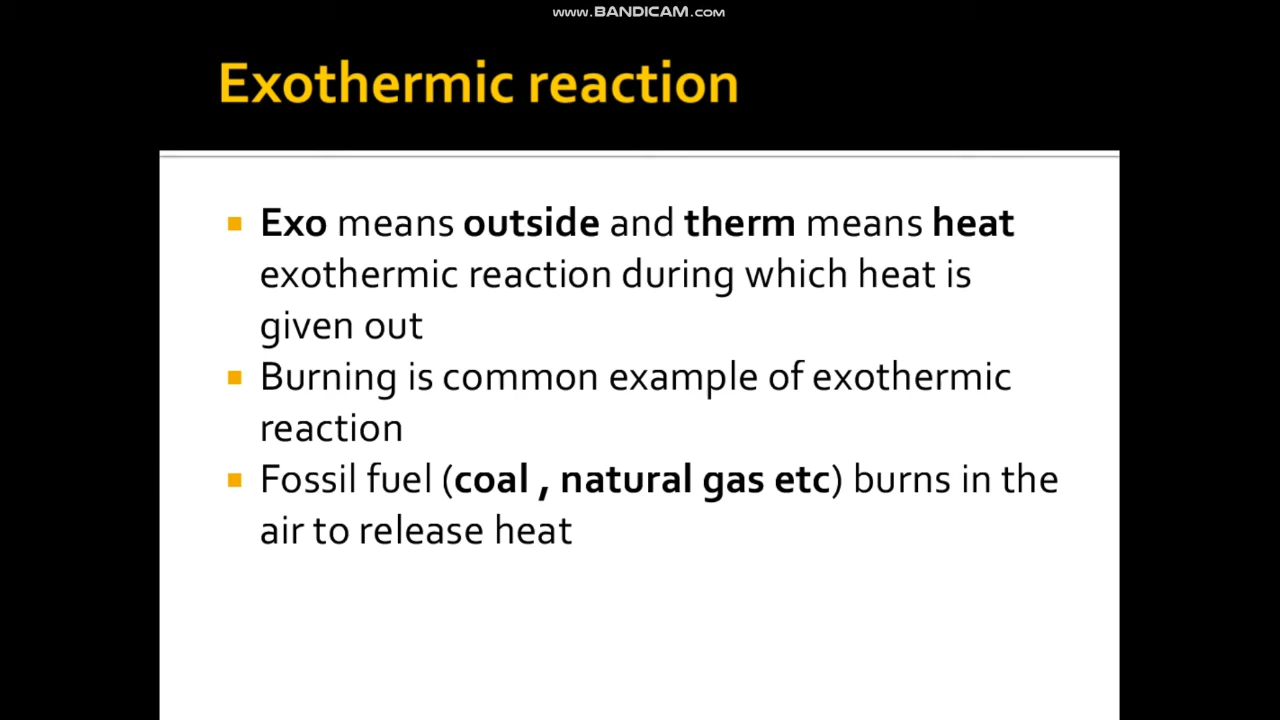 www.BANDICAM.com
Exothermic reaction
Exo means outside and therm means heat
exothermic reaction during which heat is
given out
Burning is common example of exothermic
reaction
Fossil fuel (coal , natural gas etc) burns in the
air to release heat